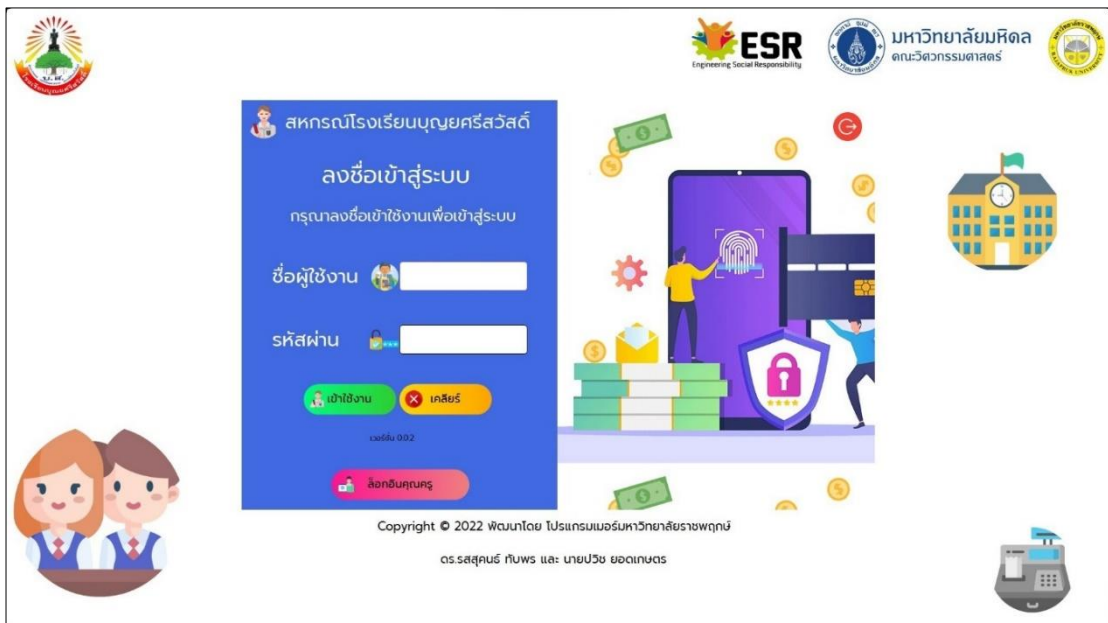 ESR
Engineering Social Responsibility
มหาวิทยาลัยมหิดล
คณะวิศวกรรมศาสตร์
สหกรณ์โรงเรียนบุญยศรีสวัสดิ์
ลงชื่อเข้าสู่ระบบ
กรุณาลงชื่อเข้าใช้งานเพื่อเข้าสู่ระบบ
ชื่อผู้ใช้งาน
รหัสผ่าน
เข้าใช้งาน
เคลียร์
เวอร์ชั่น 0.0.2
ล็อกอินคุณครู
Copyright © 2022 พัฒนาโดย โปรแกรมเมอร์มหาวิทยาลัยราชพฤกษ์
ดร.รสสุคนธ์ ทับพร และ นายปวิช ยอดเกษตร